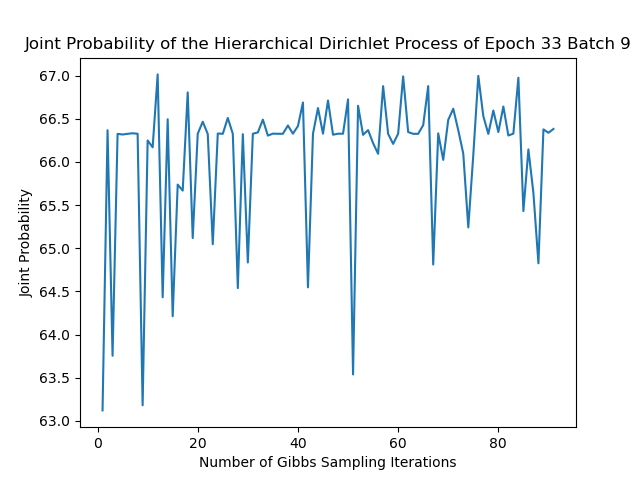 Joint Probability of the Hierarchical Dirichlet Process of Epoch 33 Batch 9
67.0
66.5
66.0
65.5
65.0
64.5
64.0
63.5
63.0
Joint Probability
0 20 40 60 80
Number of Gibbs Sampling Iterations